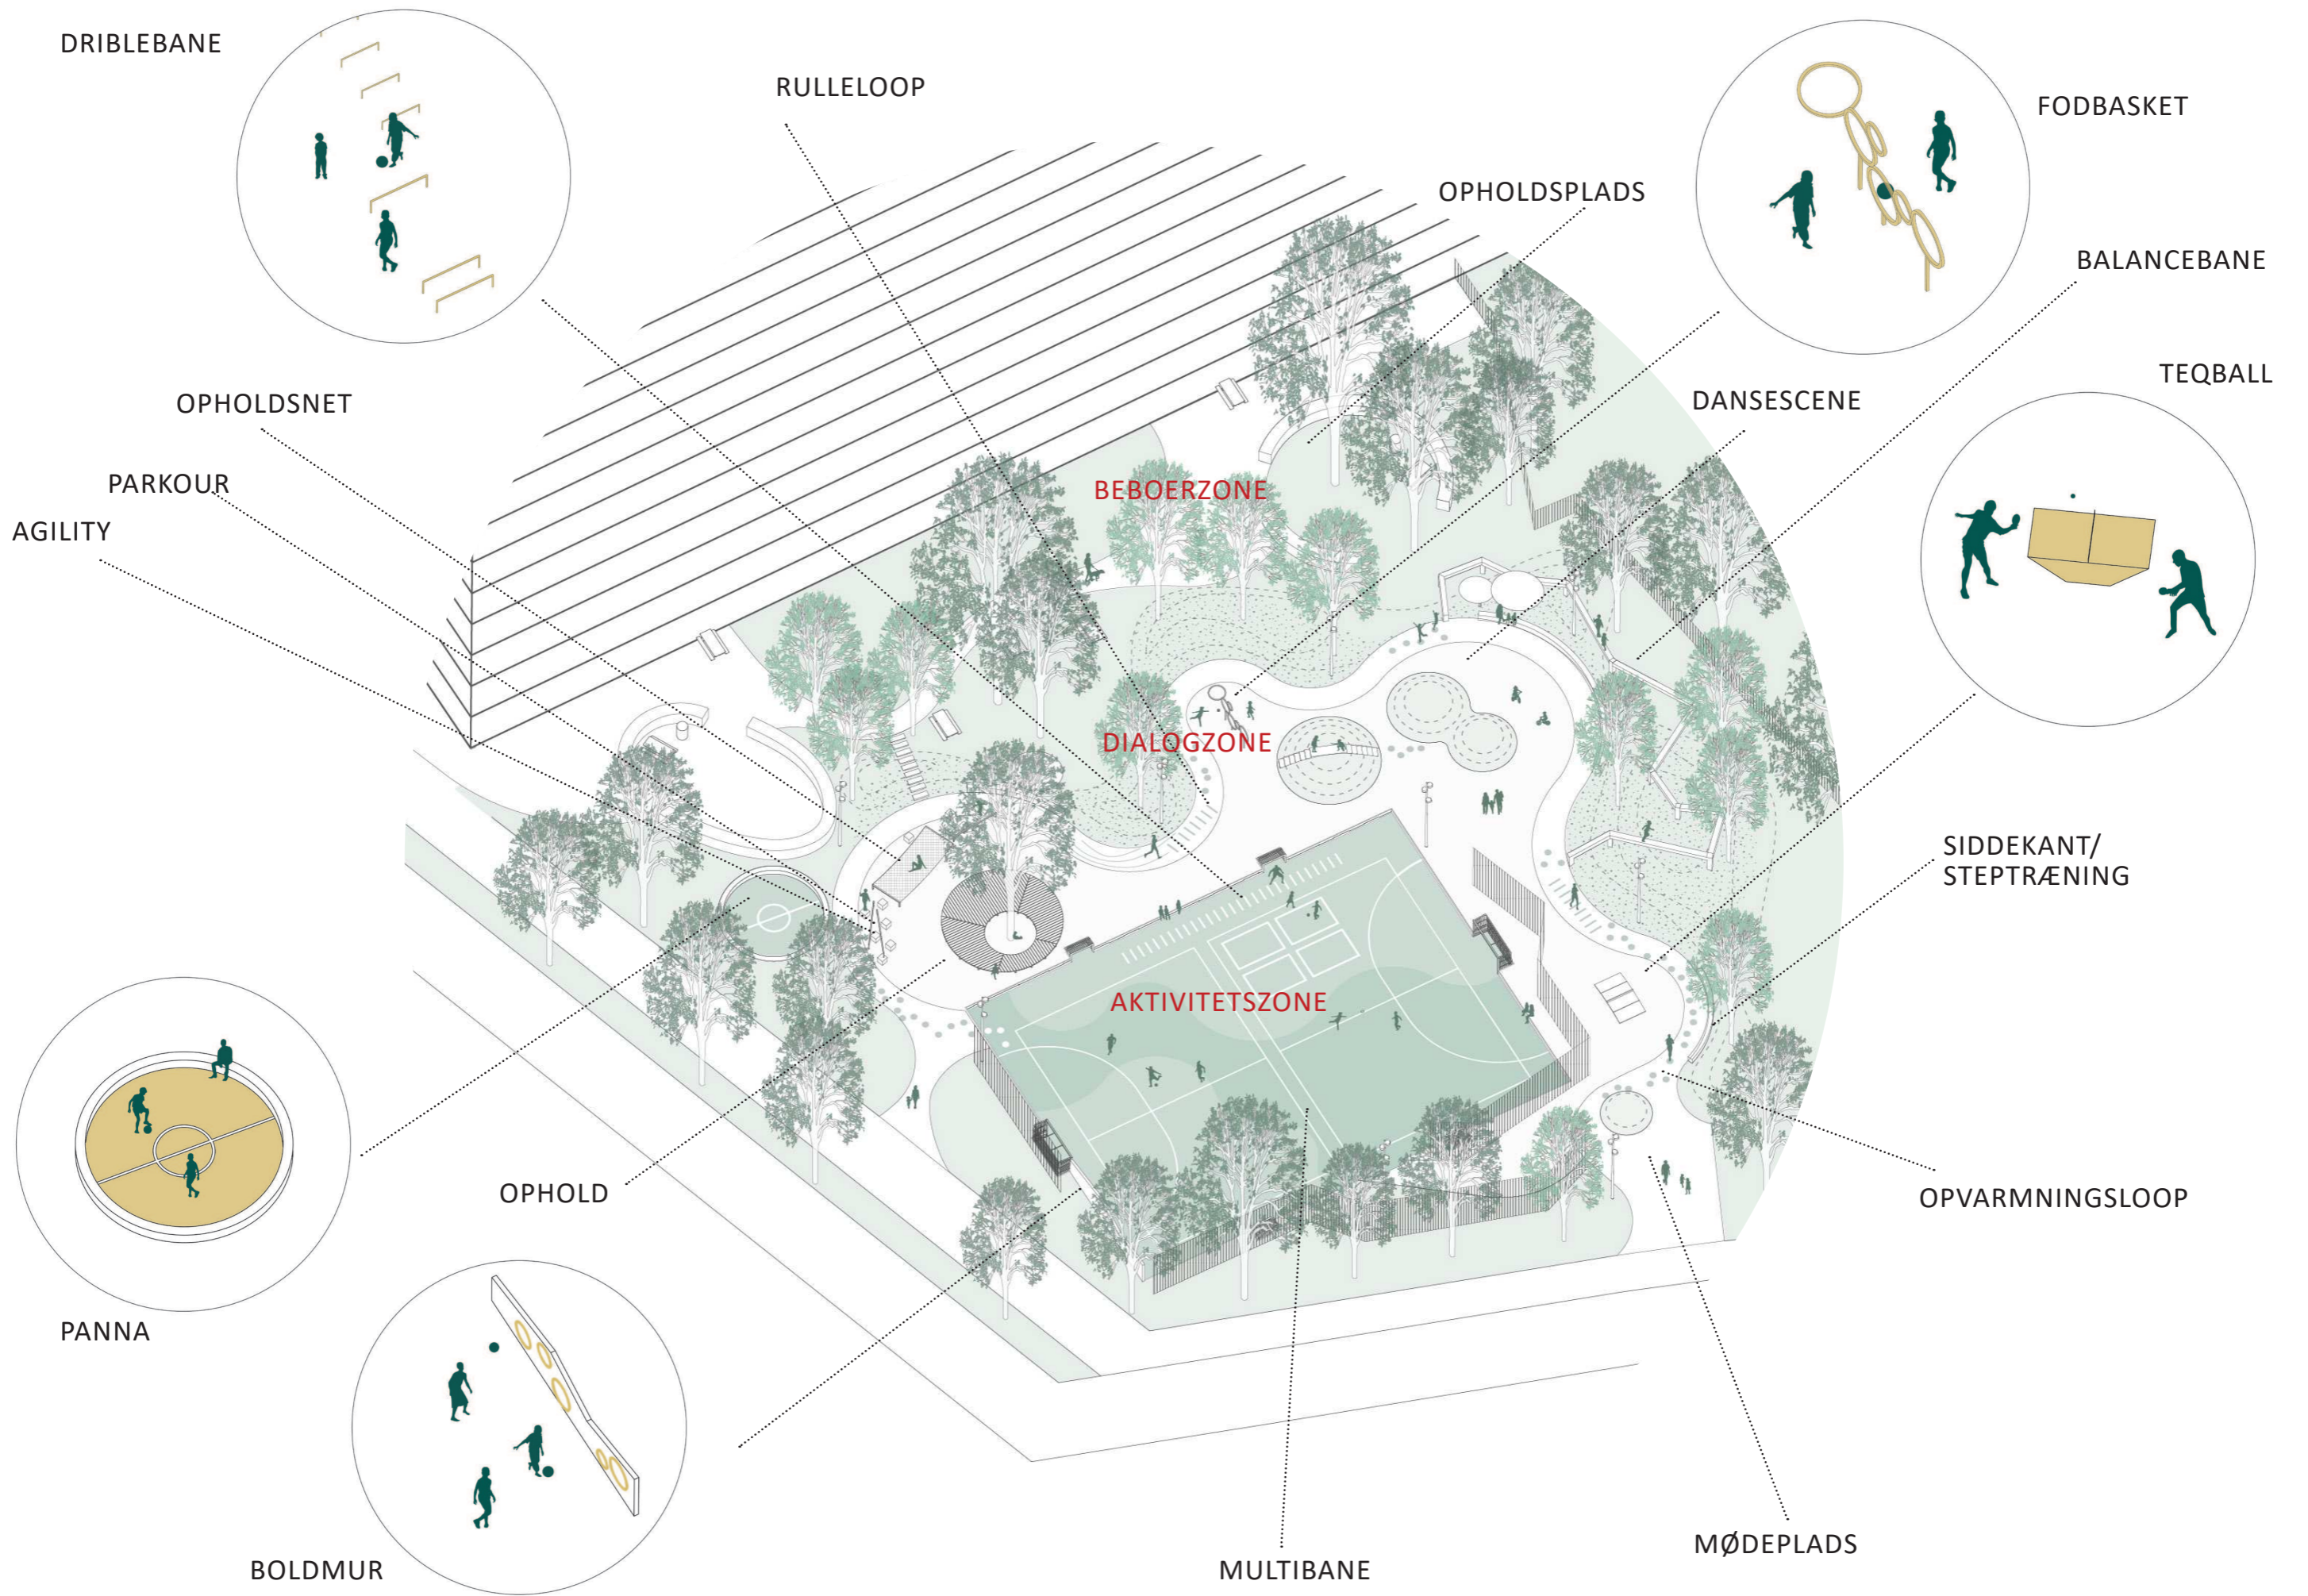 DRIBLEBANE
RULLELOOP
FODBASKET
OPHOLDSPLADS
BALANCEBANE
TEQBALL
OPHOLDSNET
DANSESCENE
PARKOUR
BEBOERZONE
AGILITY
DIALOGZONE
SIDDEKANT/
STEPTRÆNING
AKTIVITETSZONE
OPHOLD
OPVARMNINGSLOOP
PANNA
BOLDMUR
MULTIBANE
MØDEPLADS